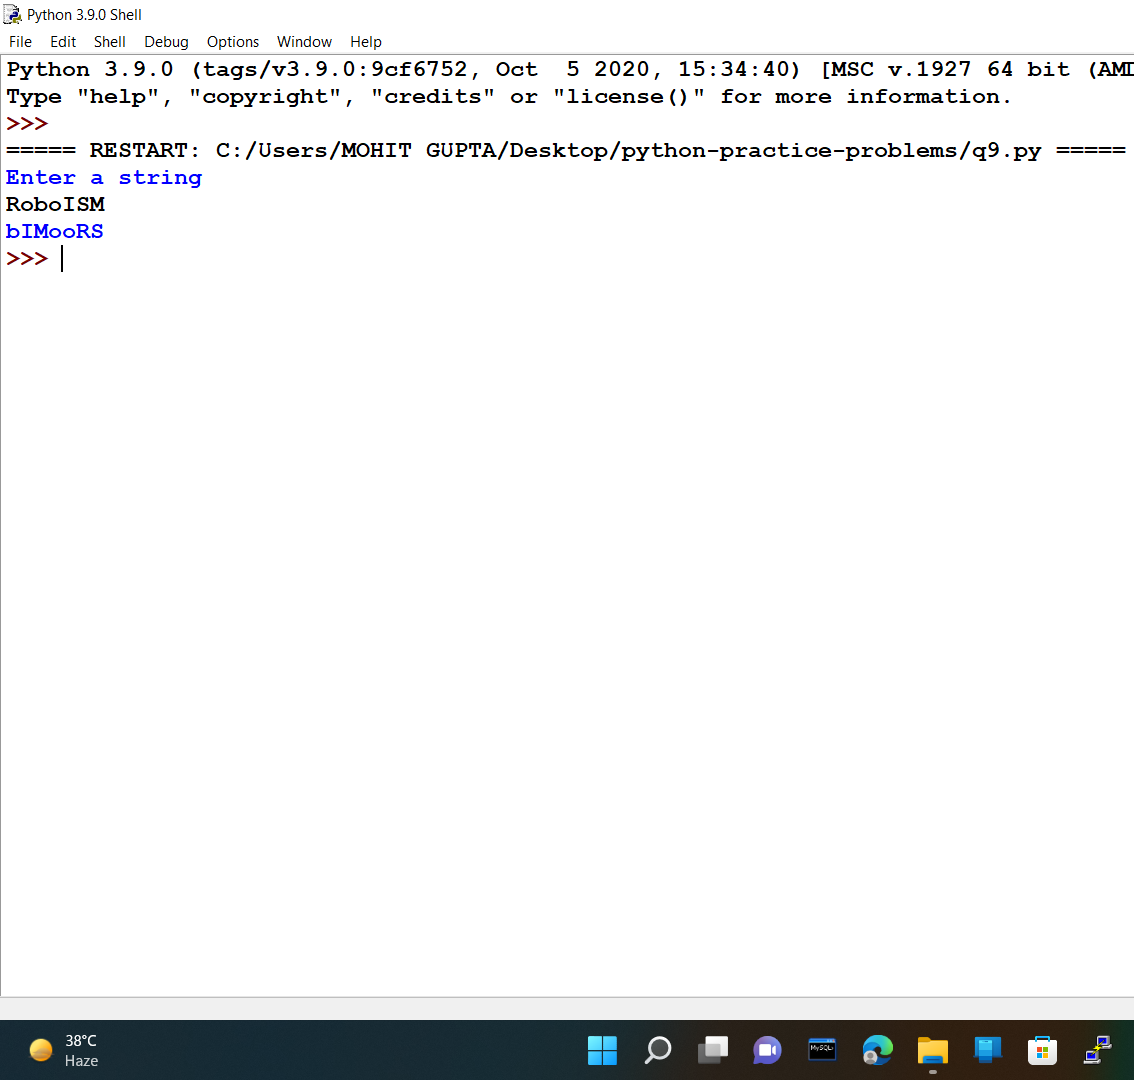 Python 3.9.0 Shell
File Edit Shell Debug Options Window Help
Python 3.9.0 (tags/v3.9.0:9cf6752, Oct  5 2020, 15:34:40) [MSC v.1927 64 bit (AMD
Type "help", "copyright", "credits" or "license()" for more information.
>>>
===== RESTART: C:/Users/MOHIT GUPTA/Desktop/python-practice-problems/q9.py =====
Enter a string
RoboISM
bIMooRS
>>>
38°C
Haze
MySQL